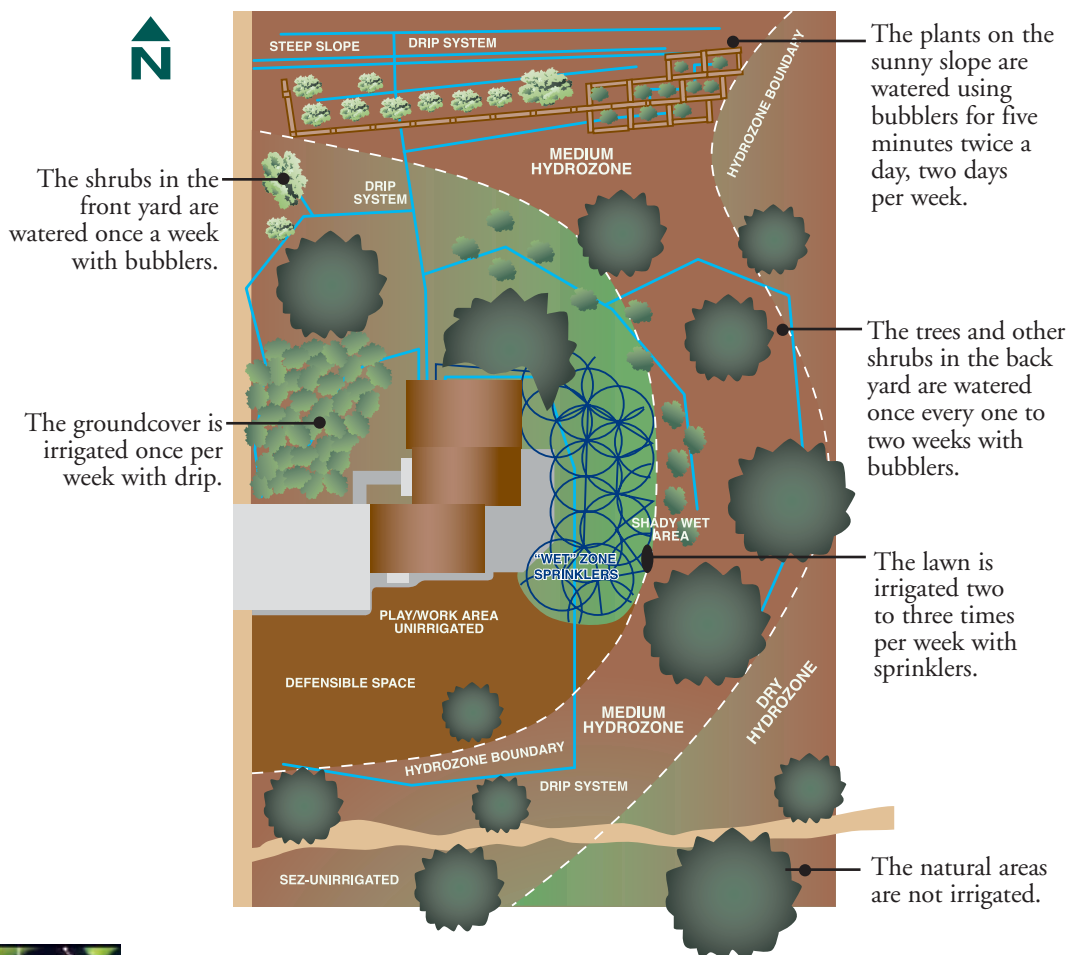 N
STEEP SLOPE
DRIP SYSTEM
The plants on the
sunny slope are
watered using
bubblers for five
minutes twice a
day, two days
per week.
HYDROZONE BOUNDARY
MEDIUM
HYDROZONE
The shrubs in the
front yard are
watered once a week
with bubblers.
DRIP
SYSTEM
The trees and other
shrubs in the back
yard are watered
once every one to
two weeks with
bubblers.
The groundcover is
irrigated once per
week with drip.
SHADY WET
AREA
"WET" ZONE
SPRINKLERS
The lawn is
irrigated two
to three times
per week with
sprinklers.
PLAY/WORK AREA
UNIRRIGATED
DEFENSIBLE SPACE
MEDIUM
HYDROZONE
DRY
HYDROZONE
HYDROZONE BOUNDARY
DRIP SYSTEM
SEZ-UNIRRIGATED
The natural areas
are not irrigated.